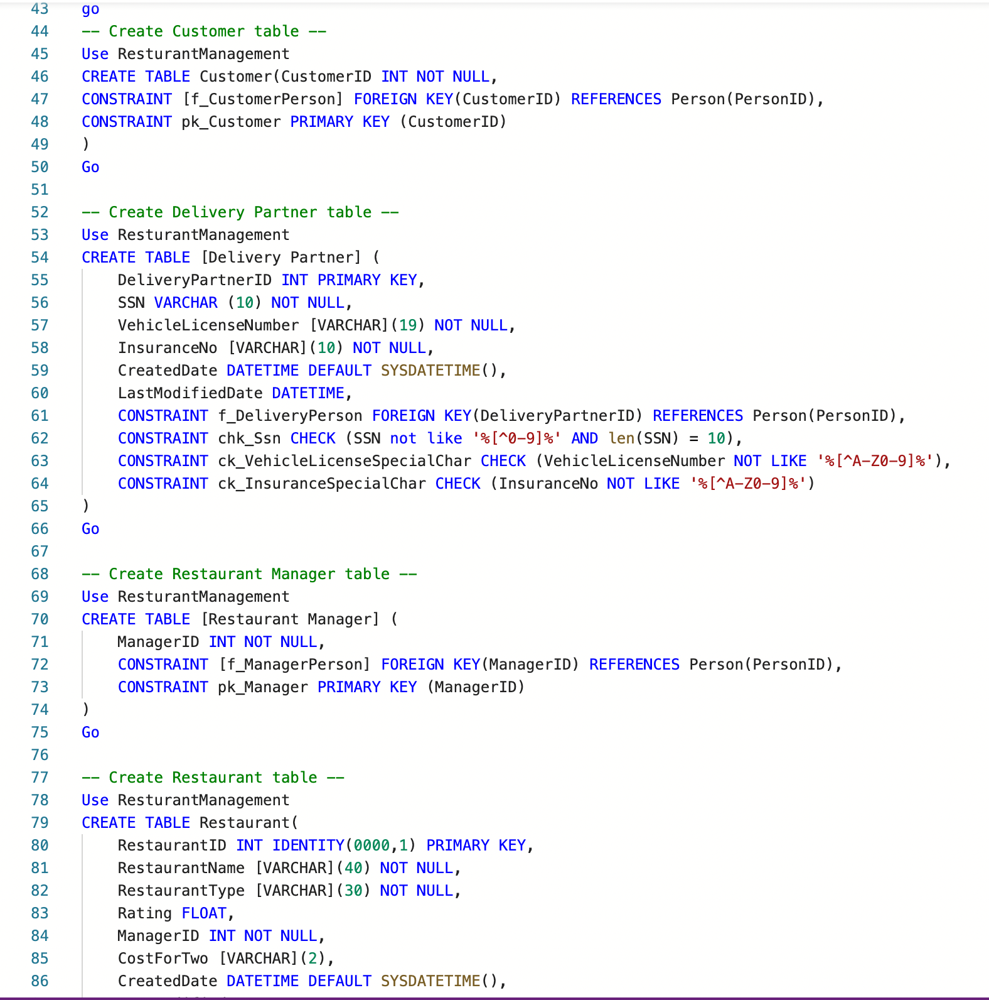 43 go
44 -- Create Customer table --
45 Use ResturantManagement
46 CREATE TABLE Customer(CustomerID INT NOT NULL,
47 CONSTRAINT [f_CustomerPerson] FOREIGN KEY(CustomerID) REFERENCES Person(PersonID),
48 CONSTRAINT pk_Customer PRIMARY KEY (CustomerID)
49 )
50 Go
51
52 -- Create Delivery Partner table --
53 Use ResturantManagement
54 CREATE TABLE [Delivery Partner] (
55     DeliveryPartnerID INT PRIMARY KEY,
56     SSN VARCHAR (10) NOT NULL,
57     VehicleLicenseNumber [VARCHAR](19) NOT NULL,
58     InsuranceNo [VARCHAR](10) NOT NULL,
59     CreatedDate DATETIME DEFAULT SYSDATETIME(),
60     LastModifiedDate DATETIME,
61     CONSTRAINT f_DeliveryPerson FOREIGN KEY(DeliveryPartnerID) REFERENCES Person(PersonID),
62     CONSTRAINT chk_Ssn CHECK (SSN not like '%[^0-9]%' AND len(SSN) = 10),
63     CONSTRAINT ck_VehicleLicenseSpecialChar CHECK (VehicleLicenseNumber NOT LIKE '%[^A-Z0-9]%'),
64     CONSTRAINT ck_InsuranceSpecialChar CHECK (InsuranceNo NOT LIKE '%[^A-Z0-9]%')
65 )
66 Go
67
68 -- Create Restaurant Manager table --
69 Use ResturantManagement
70 CREATE TABLE [Restaurant Manager] (
71     ManagerID INT NOT NULL,
72     CONSTRAINT [f_ManagerPerson] FOREIGN KEY(ManagerID) REFERENCES Person(PersonID),
73     CONSTRAINT pk_Manager PRIMARY KEY (ManagerID)
74 )
75 Go
76
77 -- Create Restaurant table --
78 Use ResturantManagement
79 CREATE TABLE Restaurant(
80     RestaurantID INT IDENTITY(0000,1) PRIMARY KEY,
81     RestaurantName [VARCHAR](40) NOT NULL,
82     RestaurantType [VARCHAR](30) NOT NULL,
83     Rating FLOAT,
84     ManagerID INT NOT NULL,
85     CostForTwo [VARCHAR](2),
86     CreatedDate DATETIME DEFAULT SYSDATETIME(),